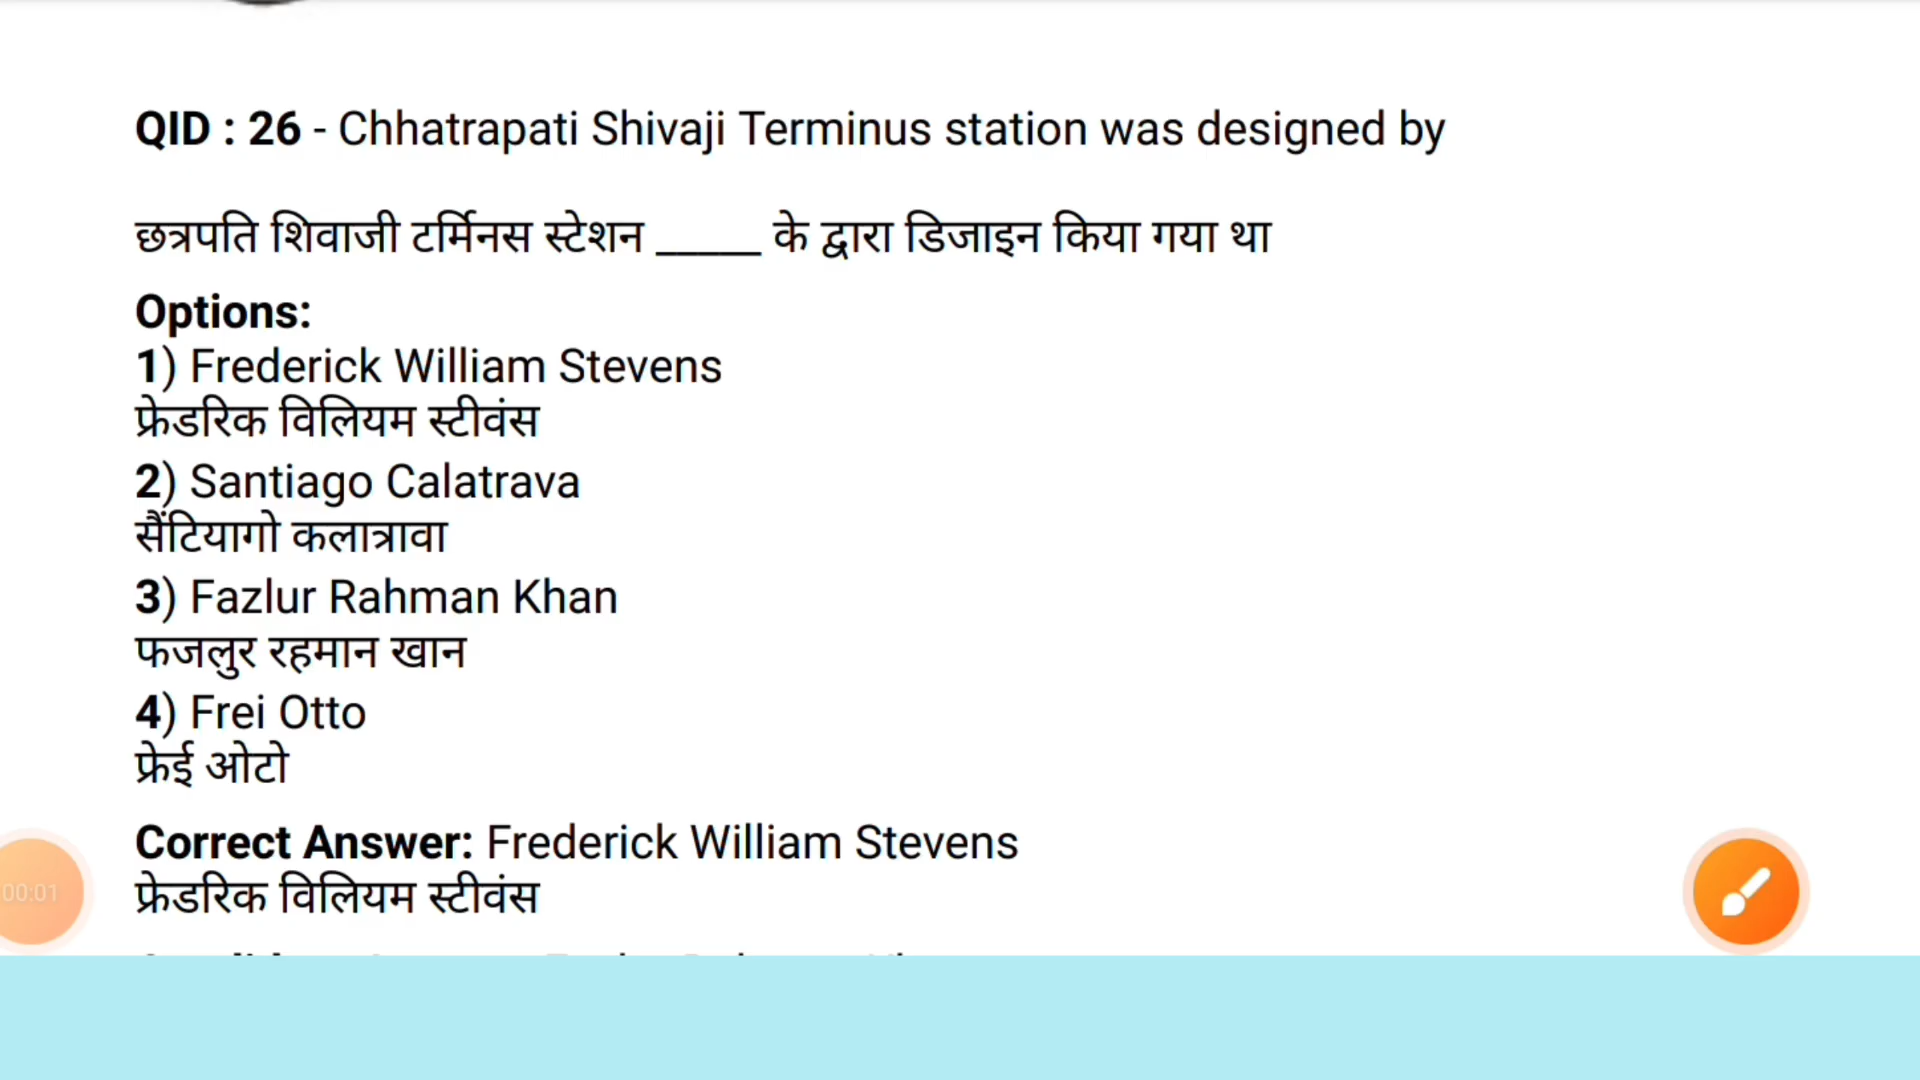 QID : 26 - Chhatrapati Shivaji Terminus station was designed by
छत्रपति शिवाजी टर्मिनस स्टेशन _____ के द्वारा डिजाइन किया गया था
Options:
1) Frederick William Stevens
फ्रेडरिक विलियम स्टीवंस
2) Santiago Calatrava
सैंटियागो कलात्रावा
3) Fazlur Rahman Khan
फजलुर रहमान खान
4) Frei Otto
फ्रेई ओटो
Correct Answer: Frederick William Stevens
फ्रेडरिक विलियम स्टीवंस
00:01